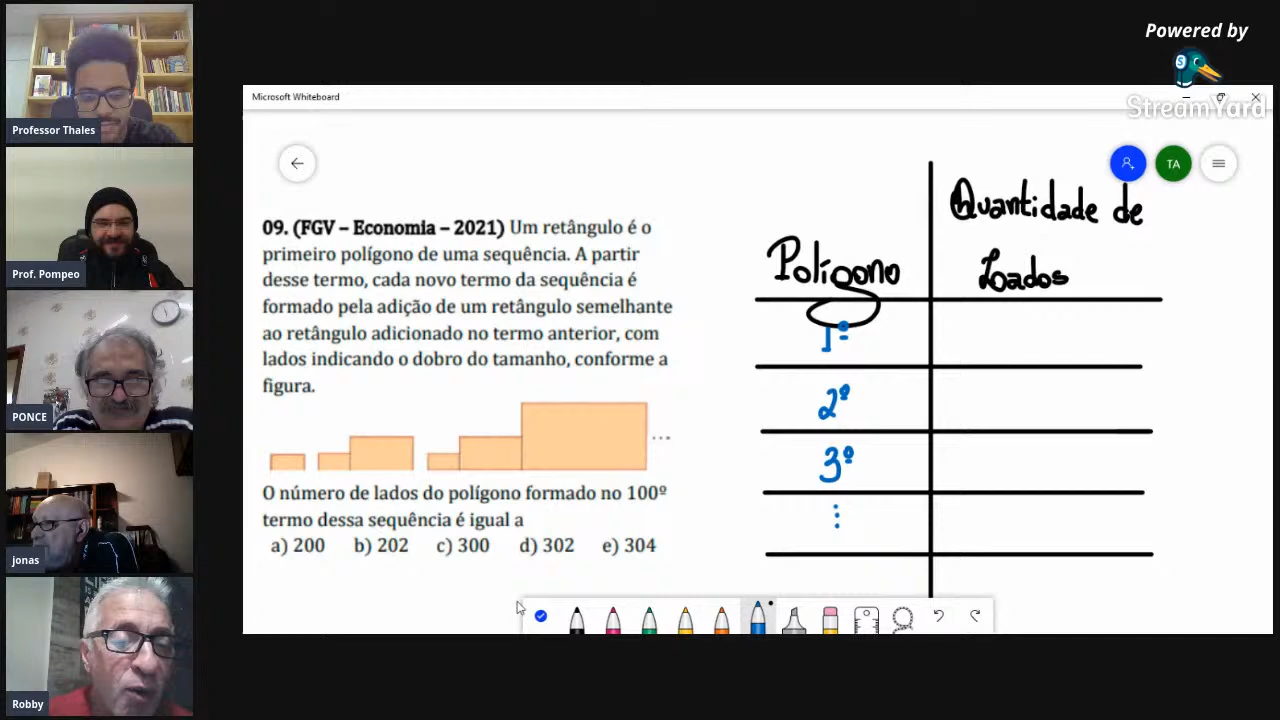 Professor Thales
Prof. Pompeo
PONCE
jonas
Robby
Powered by
StreamYard
Microsoft Whiteboard
TA
09. (FGV – Economia – 2021) Um retângulo é o
primeiro polígono de uma sequência. A partir
desse termo, cada novo termo da sequência é
formado pela adição de um retângulo semelhante
ao retângulo adicionado no termo anterior, com
lados indicando o dobro do tamanho, conforme a
figura.
...
O número de lados do polígono formado no 100º
termo dessa sequência é igual a
a) 200 b) 202 c) 300 d) 302 e) 304
Polígono
Quantidade de
Lados
1º
2º
3º
⋮